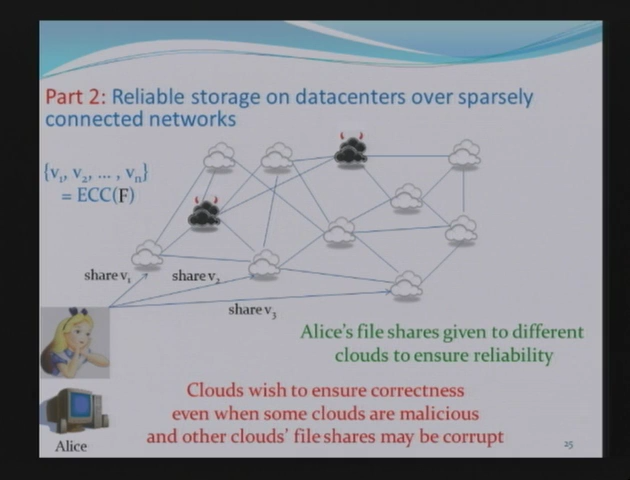 Part 2: Reliable storage on datacenters over sparsely
connected networks
{v₁, v₂, ... , vₙ}
= ECC(F)
share v₁
share v₂
share v₃
Alice's file shares given to different
clouds to ensure reliability
Clouds wish to ensure correctness
even when some clouds are malicious
and other clouds' file shares may be corrupt
Alice
25